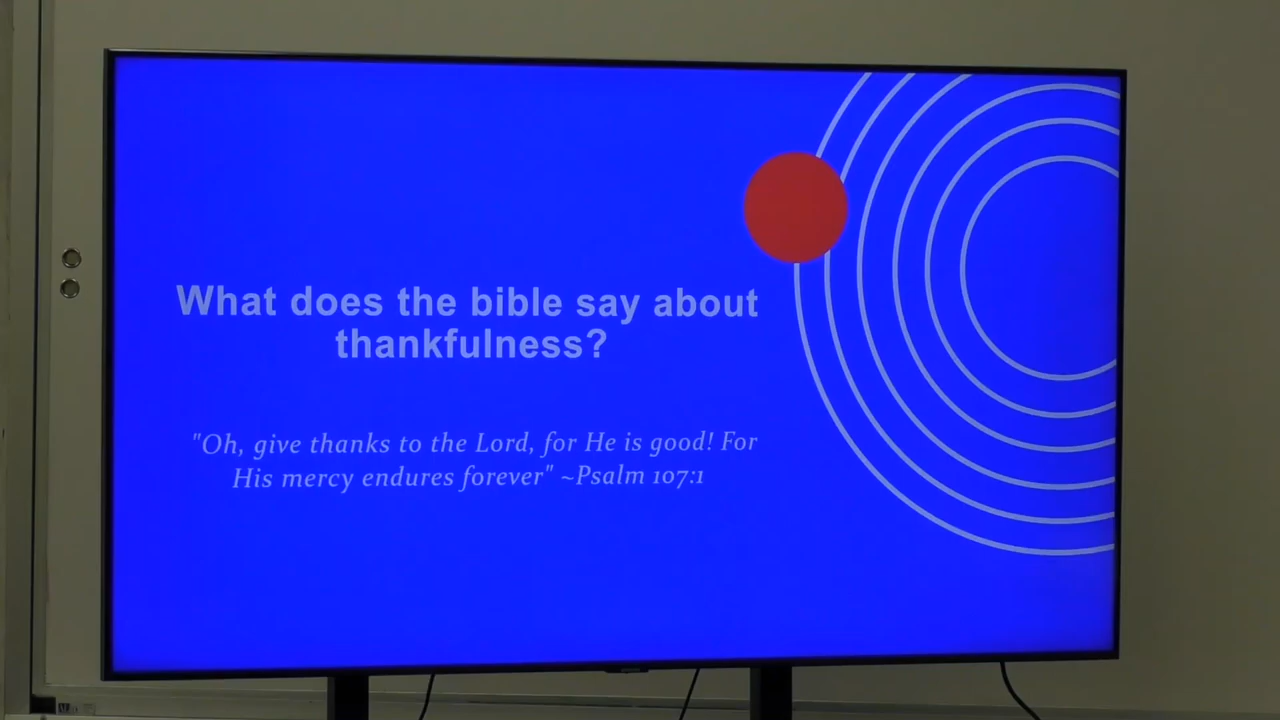 What does the bible say about
thankfulness?
"Oh, give thanks to the Lord, for He is good! For
His mercy endures forever" ~Psalm 107:1